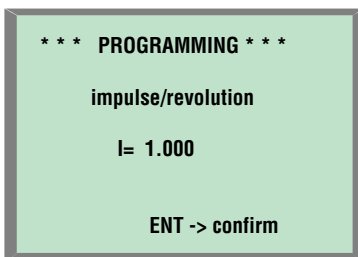 * * * PROGRAMMING * * *
impulse/revolution
I= 1.000
ENT -> confirm